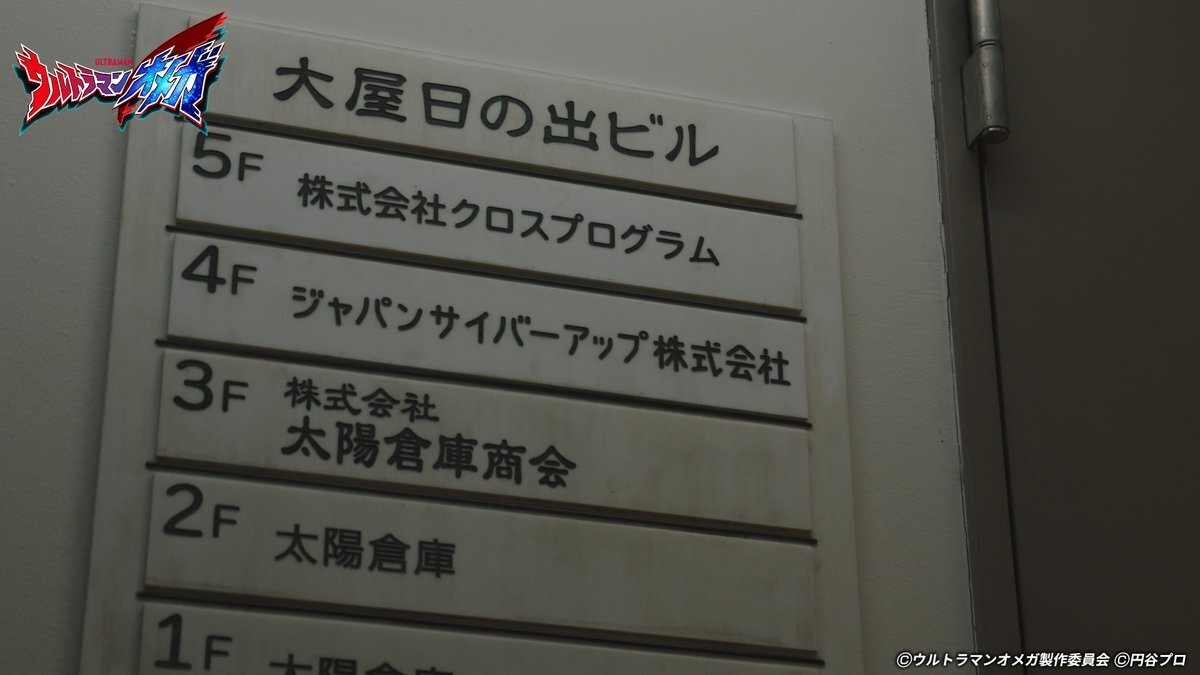 ULTRAMAN
ウルトラマンオメガ
大屋日の出ビル
5F 株式会社クロスプログラム
4F ジャパンサイバーアップ株式会社
3F 株式会社
太陽倉庫商会
2F 太陽倉庫
1F 太陽倉庫
©ウルトラマンオメガ製作委員会 ©円谷プロ